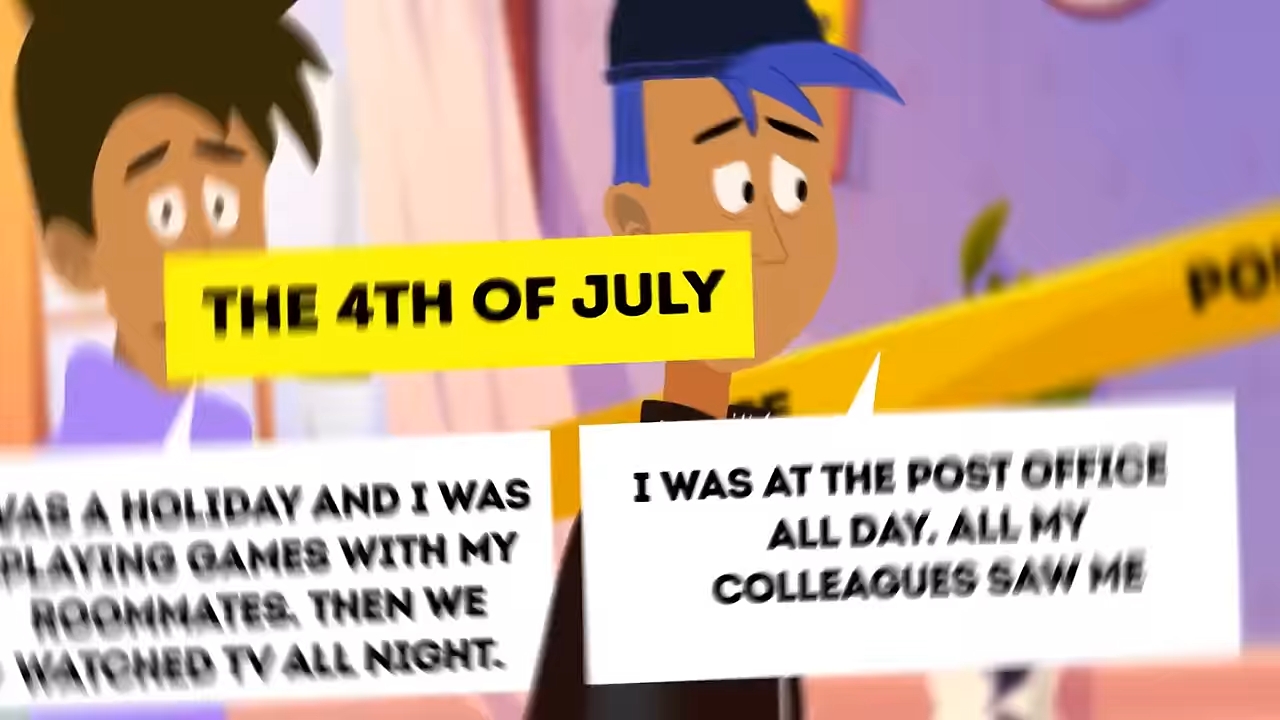 THE 4TH OF JULY
WAS A HOLIDAY AND I WAS
PLAYING GAMES WITH MY
ROOMMATES. THEN WE
WATCHED TV ALL NIGHT.
I WAS AT THE POST OFFICE
ALL DAY. ALL MY
COLLEAGUES SAW ME